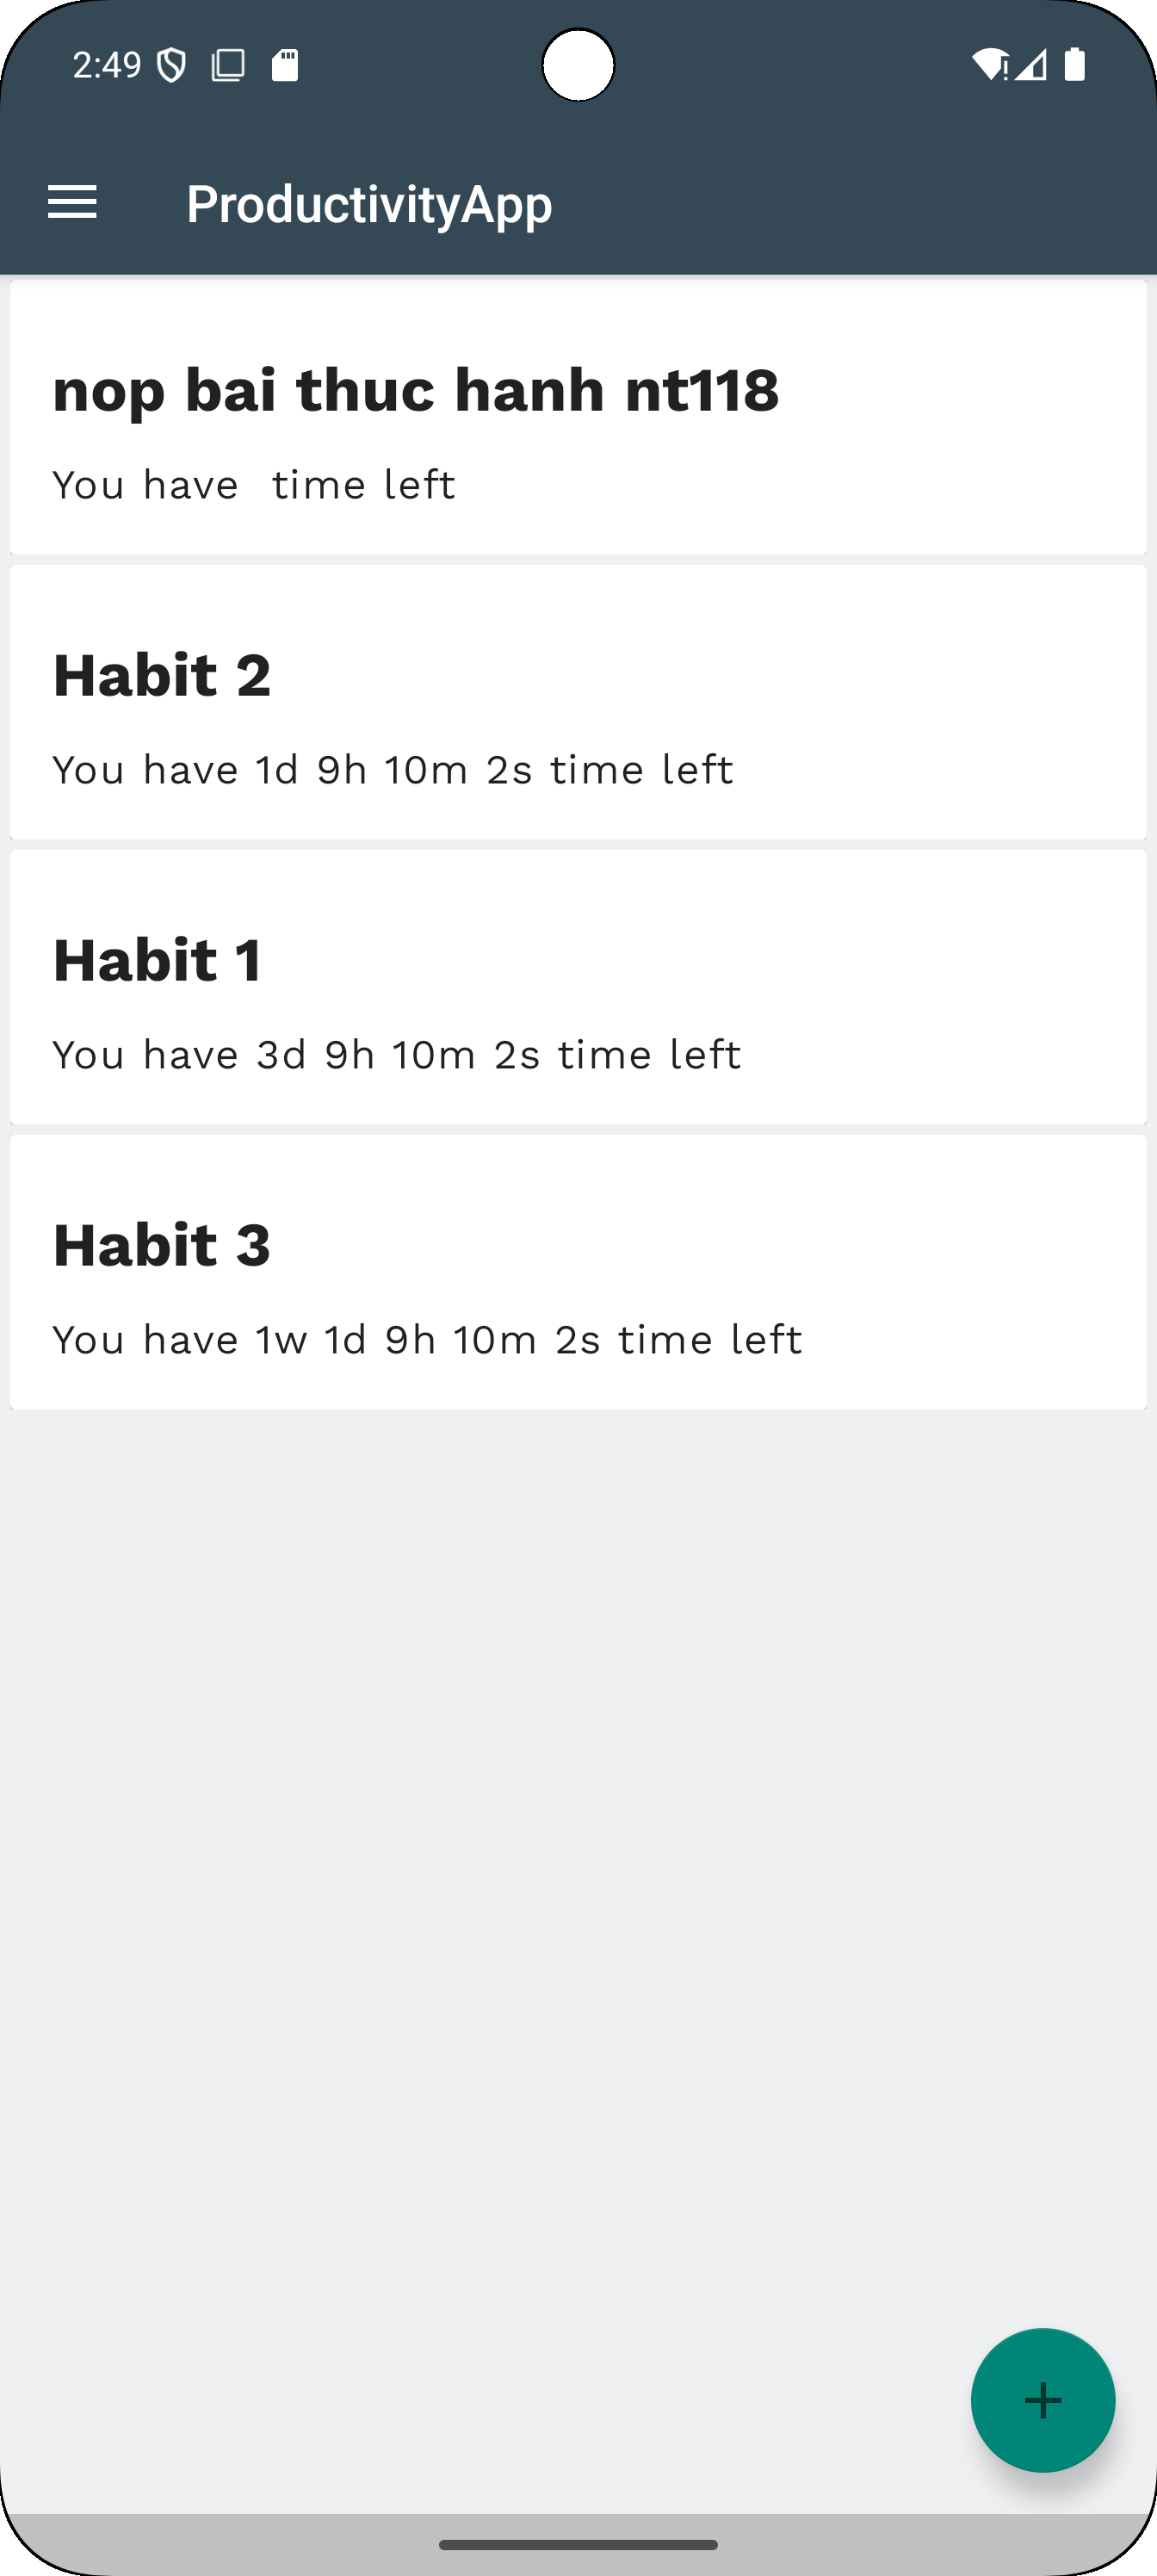 2:49
ProductivityApp
nop bai thuc hanh nt118
You have  time left
Habit 2
You have 1d 9h 10m 2s time left
Habit 1
You have 3d 9h 10m 2s time left
Habit 3
You have 1w 1d 9h 10m 2s time left